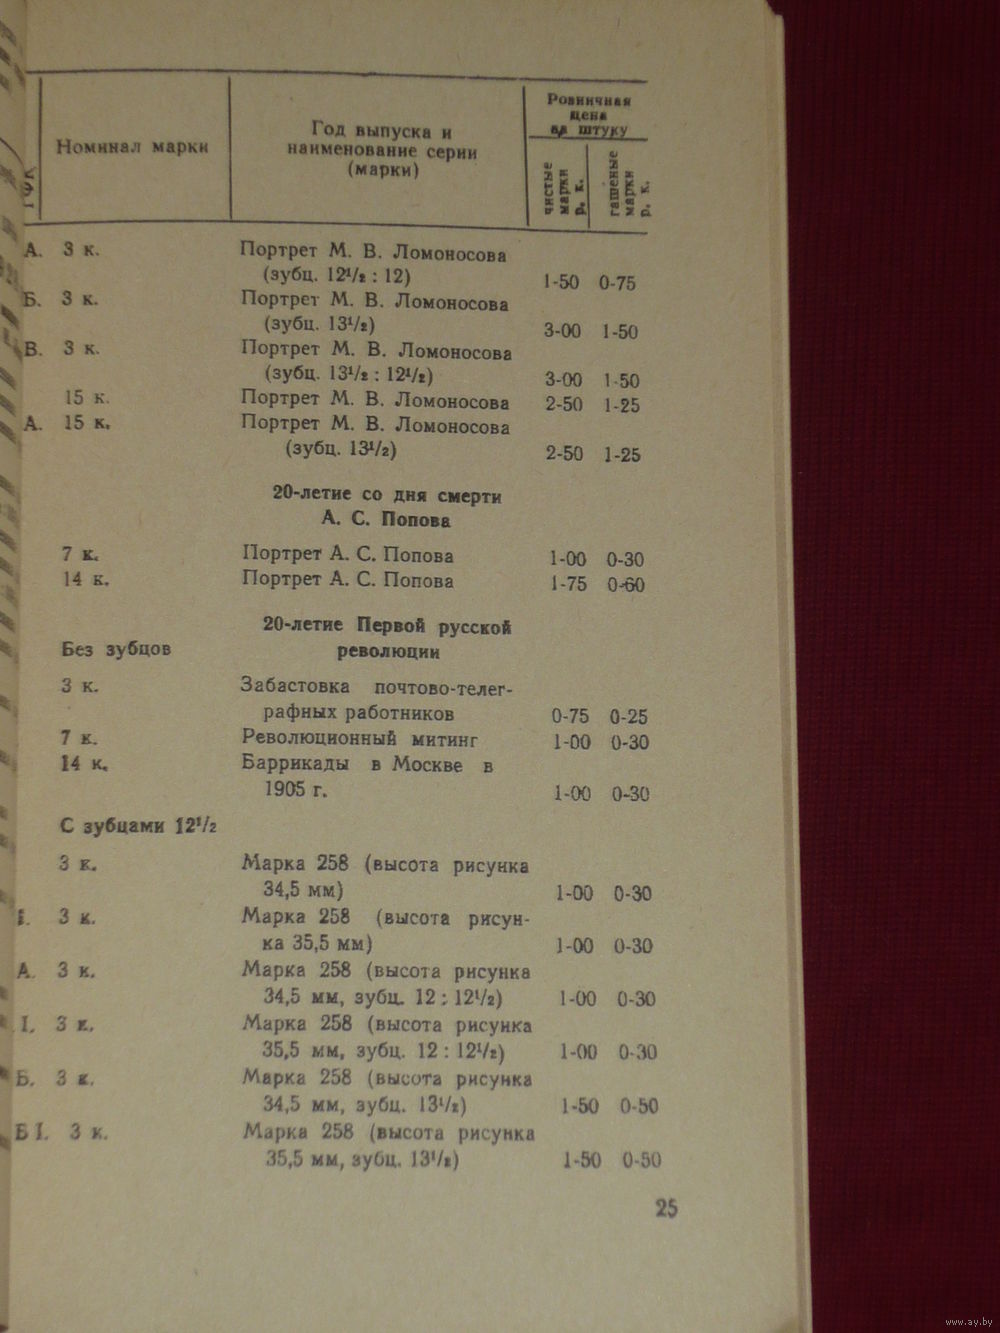 Номинал марки
Год выпуска и
наименование серии
(марки)
Розничная
цена
за штуку
чистые
марки
р. к.
гашеные
марки
р. к.
А. 3 к. Портрет М. В. Ломоносова
(зубц. 12¹/₂ : 12) 1-50 0-75
Б. 3 к. Портрет М. В. Ломоносова
(зубц. 13¹/₂) 3-00 1-50
В. 3 к. Портрет М. В. Ломоносова
(зубц. 13¹/₂ : 12¹/₂) 3-00 1-50
15 к. Портрет М. В. Ломоносова 2-50 1-25
А. 15 к. Портрет М. В. Ломоносова
(зубц. 13¹/₂) 2-50 1-25
20-летие со дня смерти
А. С. Попова
7 к. Портрет А. С. Попова 1-00 0-30
14 к. Портрет А. С. Попова 1-75 0-60
20-летие Первой русской
Без зубцов революции
3 к. Забастовка почтово-телег-
рафных работников 0-75 0-25
7 к. Революционный митинг 1-00 0-30
14 к. Баррикады в Москве в
1905 г. 1-00 0-30
С зубцами 12¹/₂
3 к. Марка 258 (высота рисунка
34,5 мм) 1-00 0-30
I. 3 к. Марка 258 (высота рисун-
ка 35,5 мм) 1-00 0-30
А. 3 к. Марка 258 (высота рисунка
34,5 мм, зубц. 12 : 12¹/₂) 1-00 0-30
I. 3 к. Марка 258 (высота рисунка
35,5 мм, зубц. 12 : 12¹/₂) 1-00 0-30
Б. 3 к. Марка 258 (высота рисунка
34,5 мм, зубц. 13¹/₂) 1-50 0-50
Б I. 3 к. Марка 258 (высота рисунка
35,5 мм, зубц. 13¹/₂) 1-50 0-50
25
www.ay.by